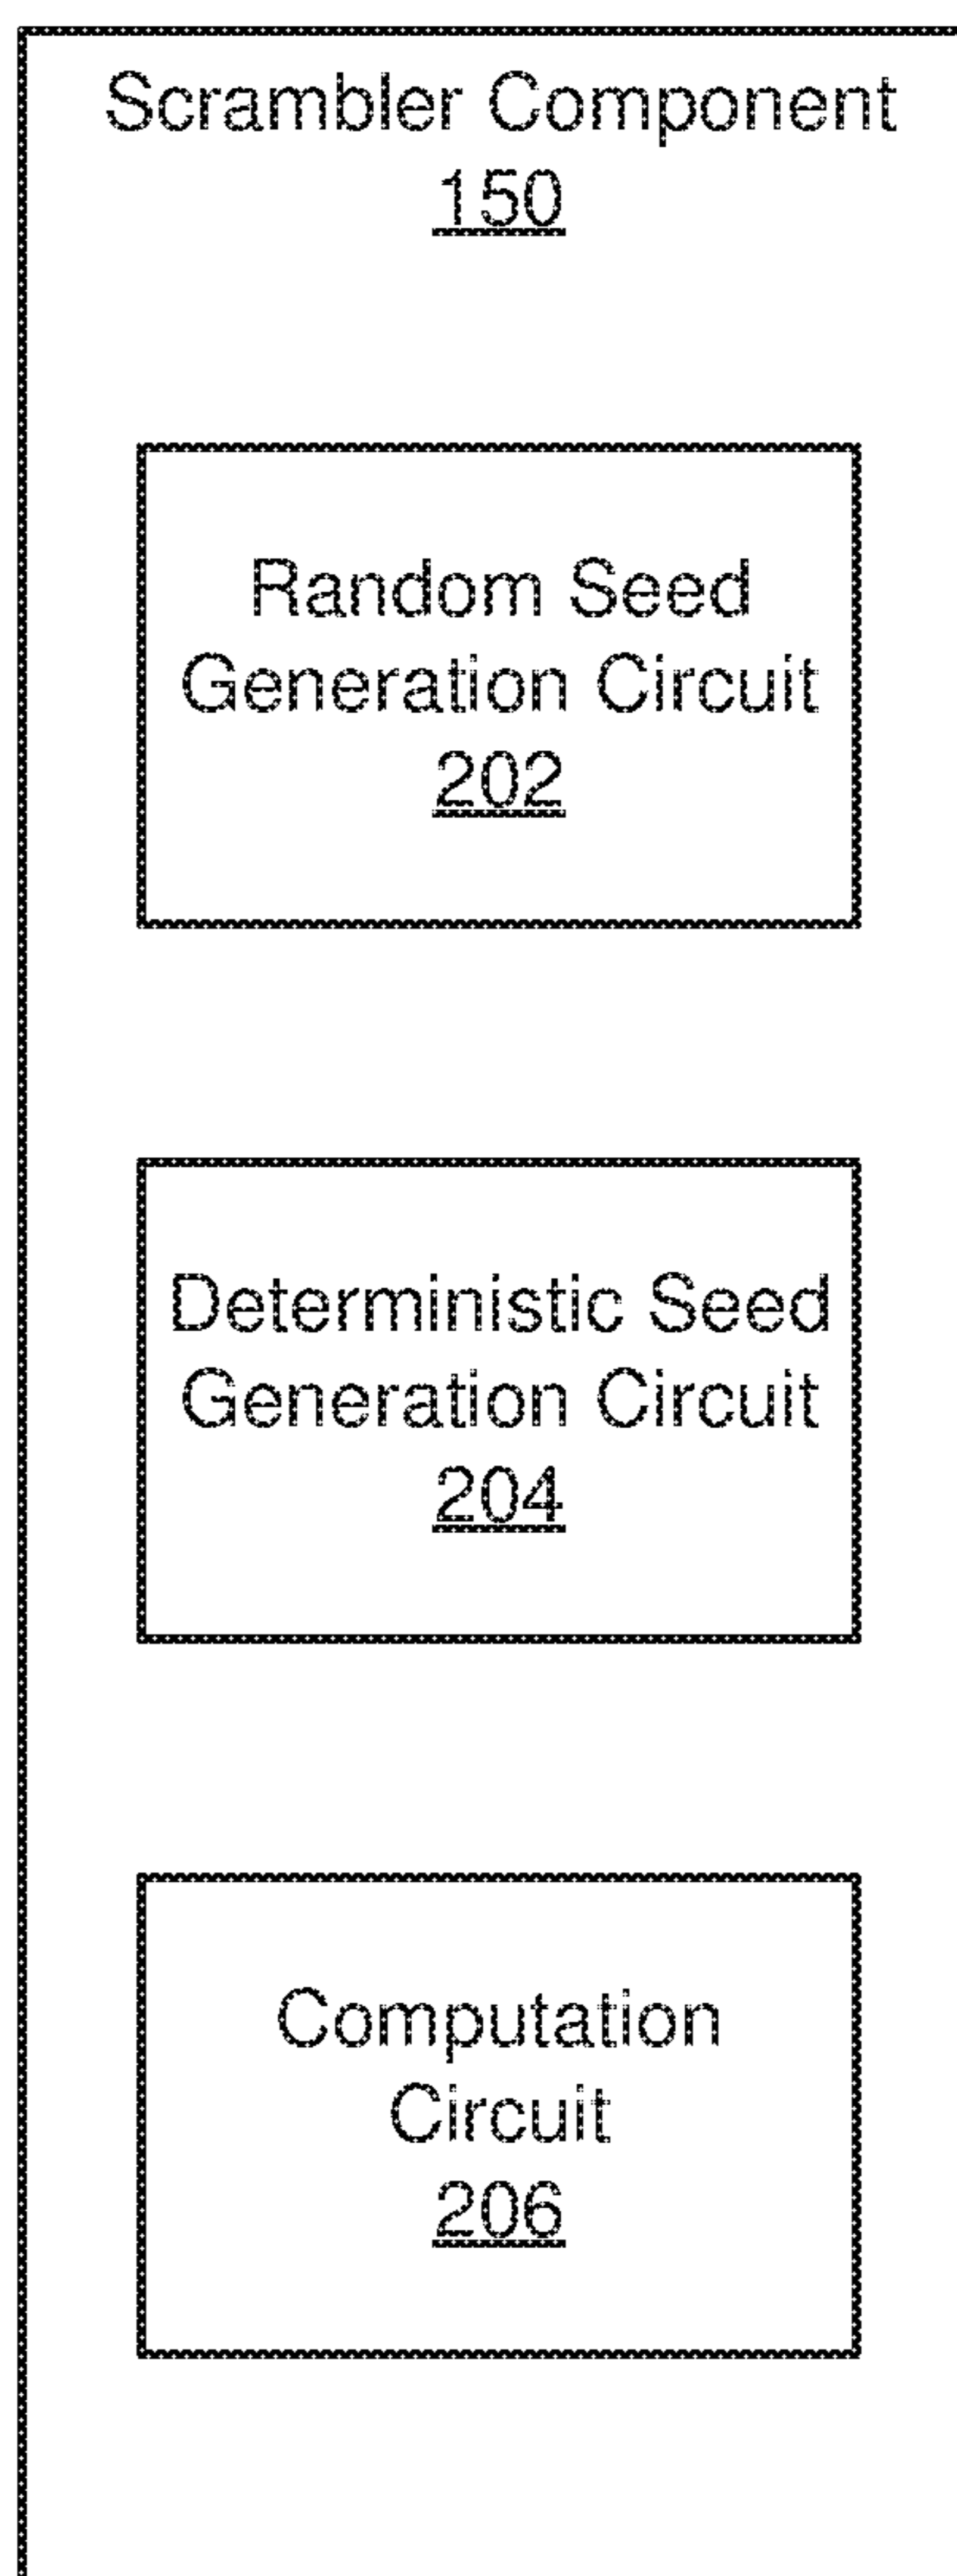 Scrambler Component
150
Random Seed
Generation Circuit
202
Deterministic Seed
Generation Circuit
204
Computation
Circuit
206